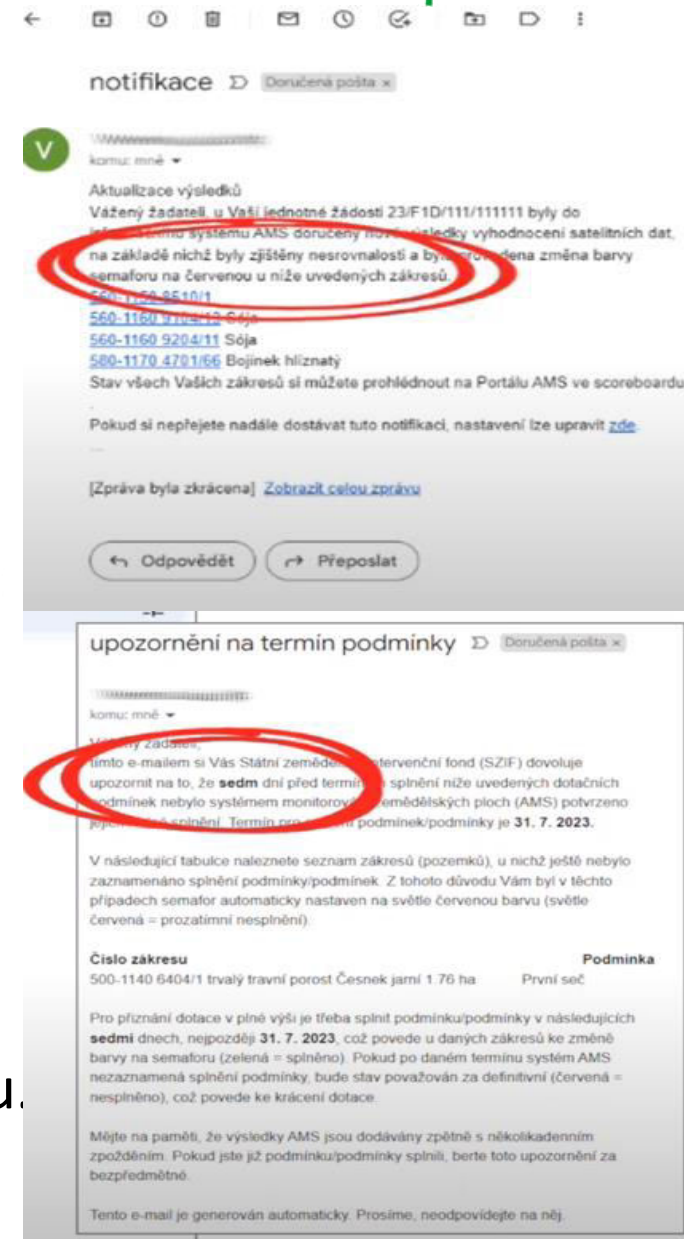 notifikace Doručená pošta ×
V
komu: mně
Aktualizace výsledků
Vážený žadateli, u Vaší jednotné žádosti 23/F1D/111/111111 byly do
systému AMS doručeny vyhodnocení satelitních dat,
na základě nichž byly zjištěny nesrovnalosti a změna barvy
semaforu na červenou u níže uvedených zákresů.
560-1150 8510/1
560-1160 9104/13 Sója
560-1160 9204/11 Sója
580-1170 4701/66 Bojínek hlíznatý
Stav všech Vašich zákresů si můžete prohlédnout na Portálu AMS ve scoreboardu
.
Pokud si nepřejete nadále dostávat tuto notifikaci, nastavení lze upravit zde.
...
[Zpráva byla zkrácena] Zobrazit celou zprávu
Odpovědět Přeposlat
upozornění na termín podmínky Doručená pošta ×
komu: mně
žadateli,
tímto e-mailem si Vás Státní intervenční fond (SZIF) dovoluje
upozornit na to, že sedm dní před splnění níže uvedených dotačních
podmínek nebylo systémem zemědělských ploch (AMS) potvrzeno
splnění. Termín podmínek/podmínky je 31. 7. 2023.
V následující tabulce naleznete seznam zákresů (pozemků), u nichž ještě nebylo
zaznamenáno splnění podmínky/podmínek. Z tohoto důvodu Vám byl v těchto
případech semafor automaticky nastaven na světle červenou barvu (světle
červená = prozatímní nesplnění).
Číslo zákresu Podmínka
500-1140 6404/1 trvalý travní porost Česnek jarní 1.76 ha První seč
Pro přiznání dotace v plné výši je třeba splnit podmínku/podmínky v následujících
sedmi dnech, nejpozději 31. 7. 2023, což povede u daných zákresů ke změně
barvy na semaforu (zelená = splněno). Pokud po daném termínu systém AMS
nezaznamená splnění podmínky, bude stav považován za definitivní (červená =
nesplněno), což povede ke krácení dotace.
u.
Mějte na paměti, že výsledky AMS jsou dodávány zpětně s několikadenním
zpožděním. Pokud jste již podmínku/podmínky splnili, berte toto upozornění za
bezpředmětné.
Tento e-mail je generován automaticky. Prosíme, neodpovídejte na něj.